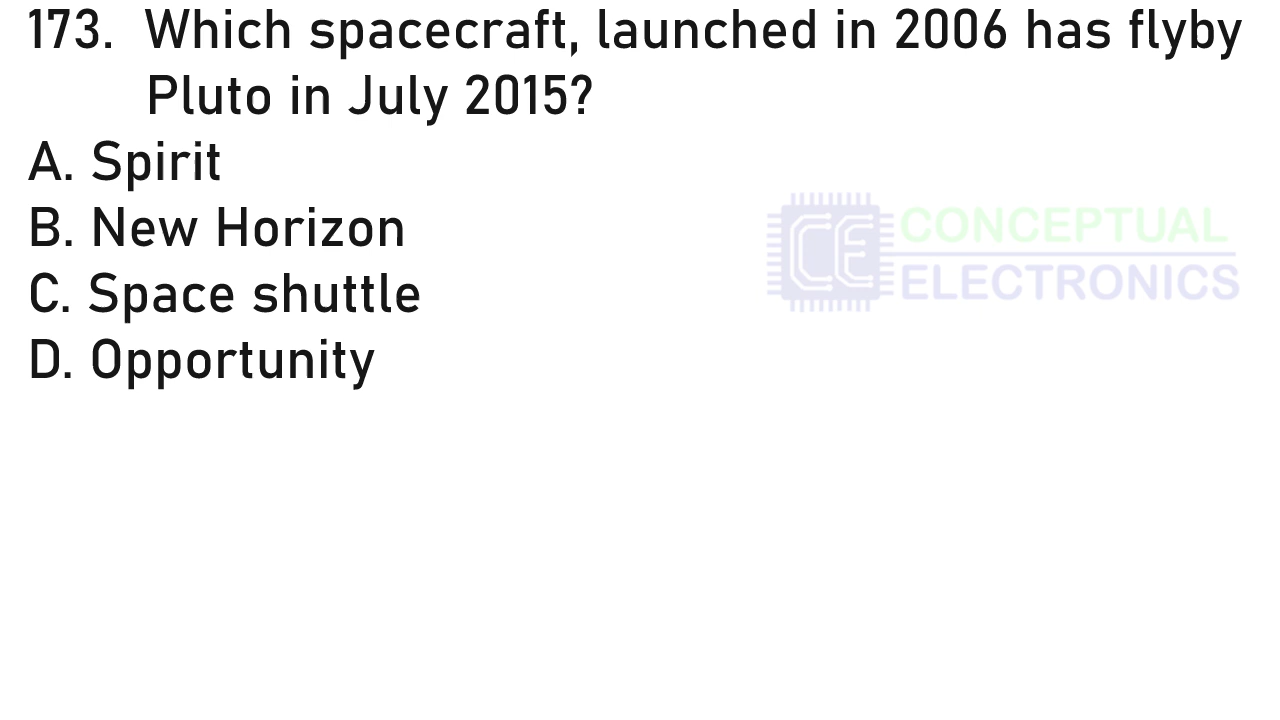 173. Which spacecraft, launched in 2006 has flyby
Pluto in July 2015?
A. Spirit
B. New Horizon
C. Space shuttle
D. Opportunity
CE CONCEPTUAL
ELECTRONICS